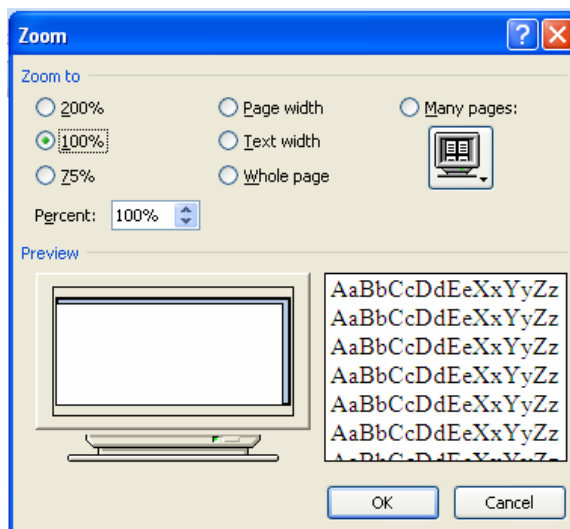 Zoom
Zoom to
200% Page width Many pages:
100% Text width
75% Whole page
Percent: 100%
Preview
AaBbCcDdEeXxYyZz
AaBbCcDdEeXxYyZz
AaBbCcDdEeXxYyZz
AaBbCcDdEeXxYyZz
AaBbCcDdEeXxYyZz
AaBbCcDdEeXxYyZz
AaBbCcDdEeXxYyZz
OK Cancel